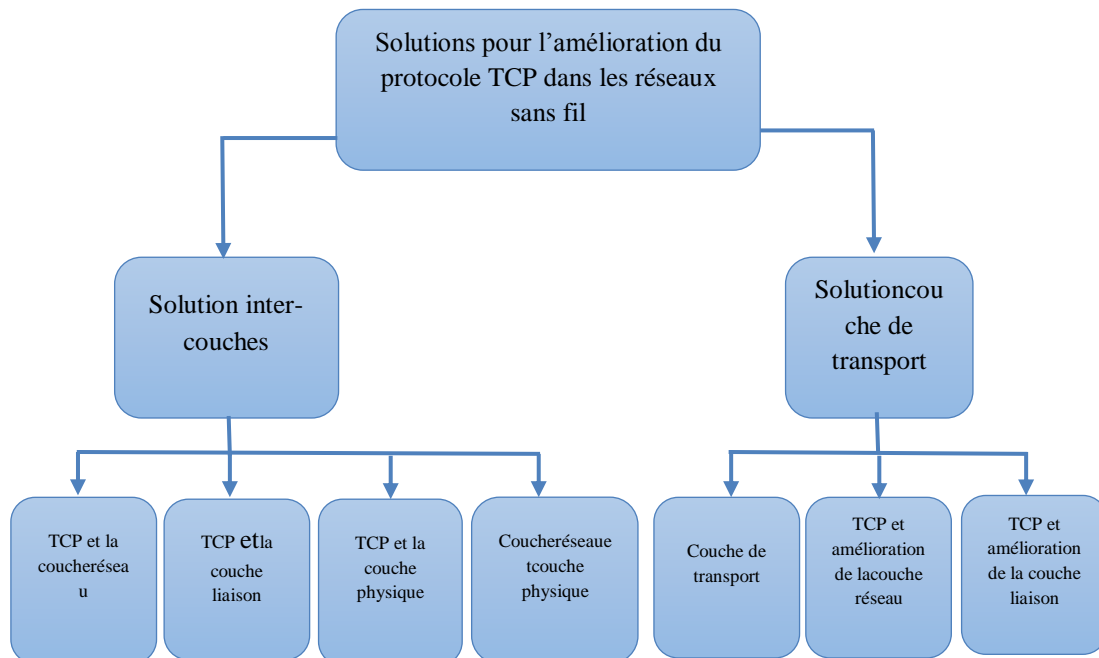 Solutions pour l’amélioration du
protocole TCP dans les réseaux
sans fil
Solution inter-
couches
Solutioncou
che de
transport
TCP et la
coucherésea
u
TCP etla
couche
liaison
TCP et la
couche
physique
Coucheréseaue
tcouche
physique
Couche de
transport
TCP et
amélioration
de lacouche
réseau
TCP et
amélioration
de la couche
liaison